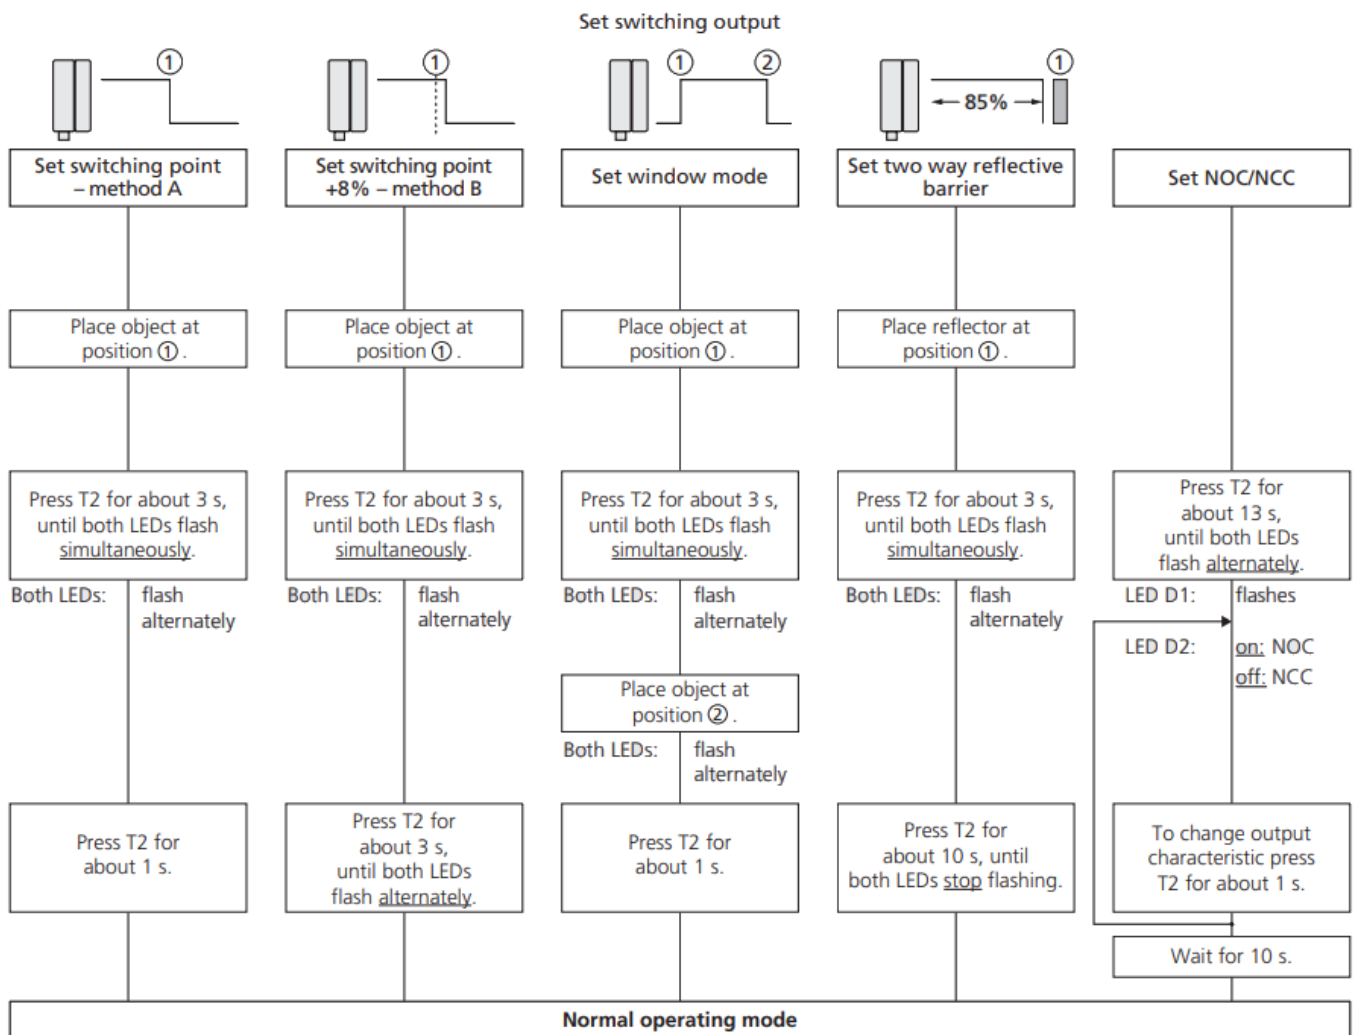 Set switching output
①
①
① ②
85%
①
Set switching point
– method A
Set switching point
+8% – method B
Set window mode
Set two way reflective
barrier
Set NOC/NCC
Place object at
position ① .
Place object at
position ① .
Place object at
position ① .
Place reflector at
position ① .
Press T2 for about 3 s,
until both LEDs flash
simultaneously.
Press T2 for about 3 s,
until both LEDs flash
simultaneously.
Press T2 for about 3 s,
until both LEDs flash
simultaneously.
Press T2 for about 3 s,
until both LEDs flash
simultaneously.
Press T2 for
about 13 s,
until both LEDs
flash alternately.
Both LEDs: flash
alternately
Both LEDs: flash
alternately
Both LEDs: flash
alternately
Both LEDs: flash
alternately
LED D1: flashes
LED D2: on: NOC
off: NCC
Place object at
position ② .
Both LEDs: flash
alternately
Press T2 for
about 1 s.
Press T2 for
about 3 s,
until both LEDs
flash alternately.
Press T2 for
about 1 s.
Press T2 for
about 10 s, until
both LEDs stop flashing.
To change output
characteristic press
T2 for about 1 s.
Wait for 10 s.
Normal operating mode